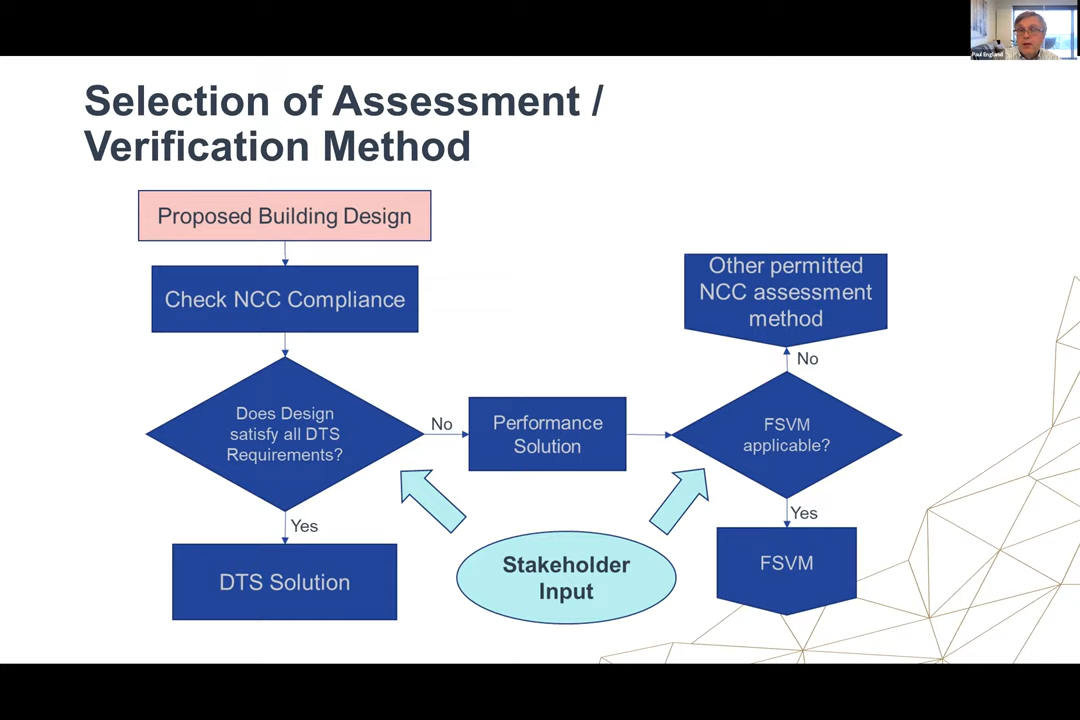 Paul England
Selection of Assessment /
Verification Method
Proposed Building Design
Check NCC Compliance
Does Design
satisfy all DTS
Requirements?
No
Performance
Solution
Other permitted
NCC assessment
method
No
FSVM
applicable?
Yes
FSVM
Yes
DTS Solution
Stakeholder
Input